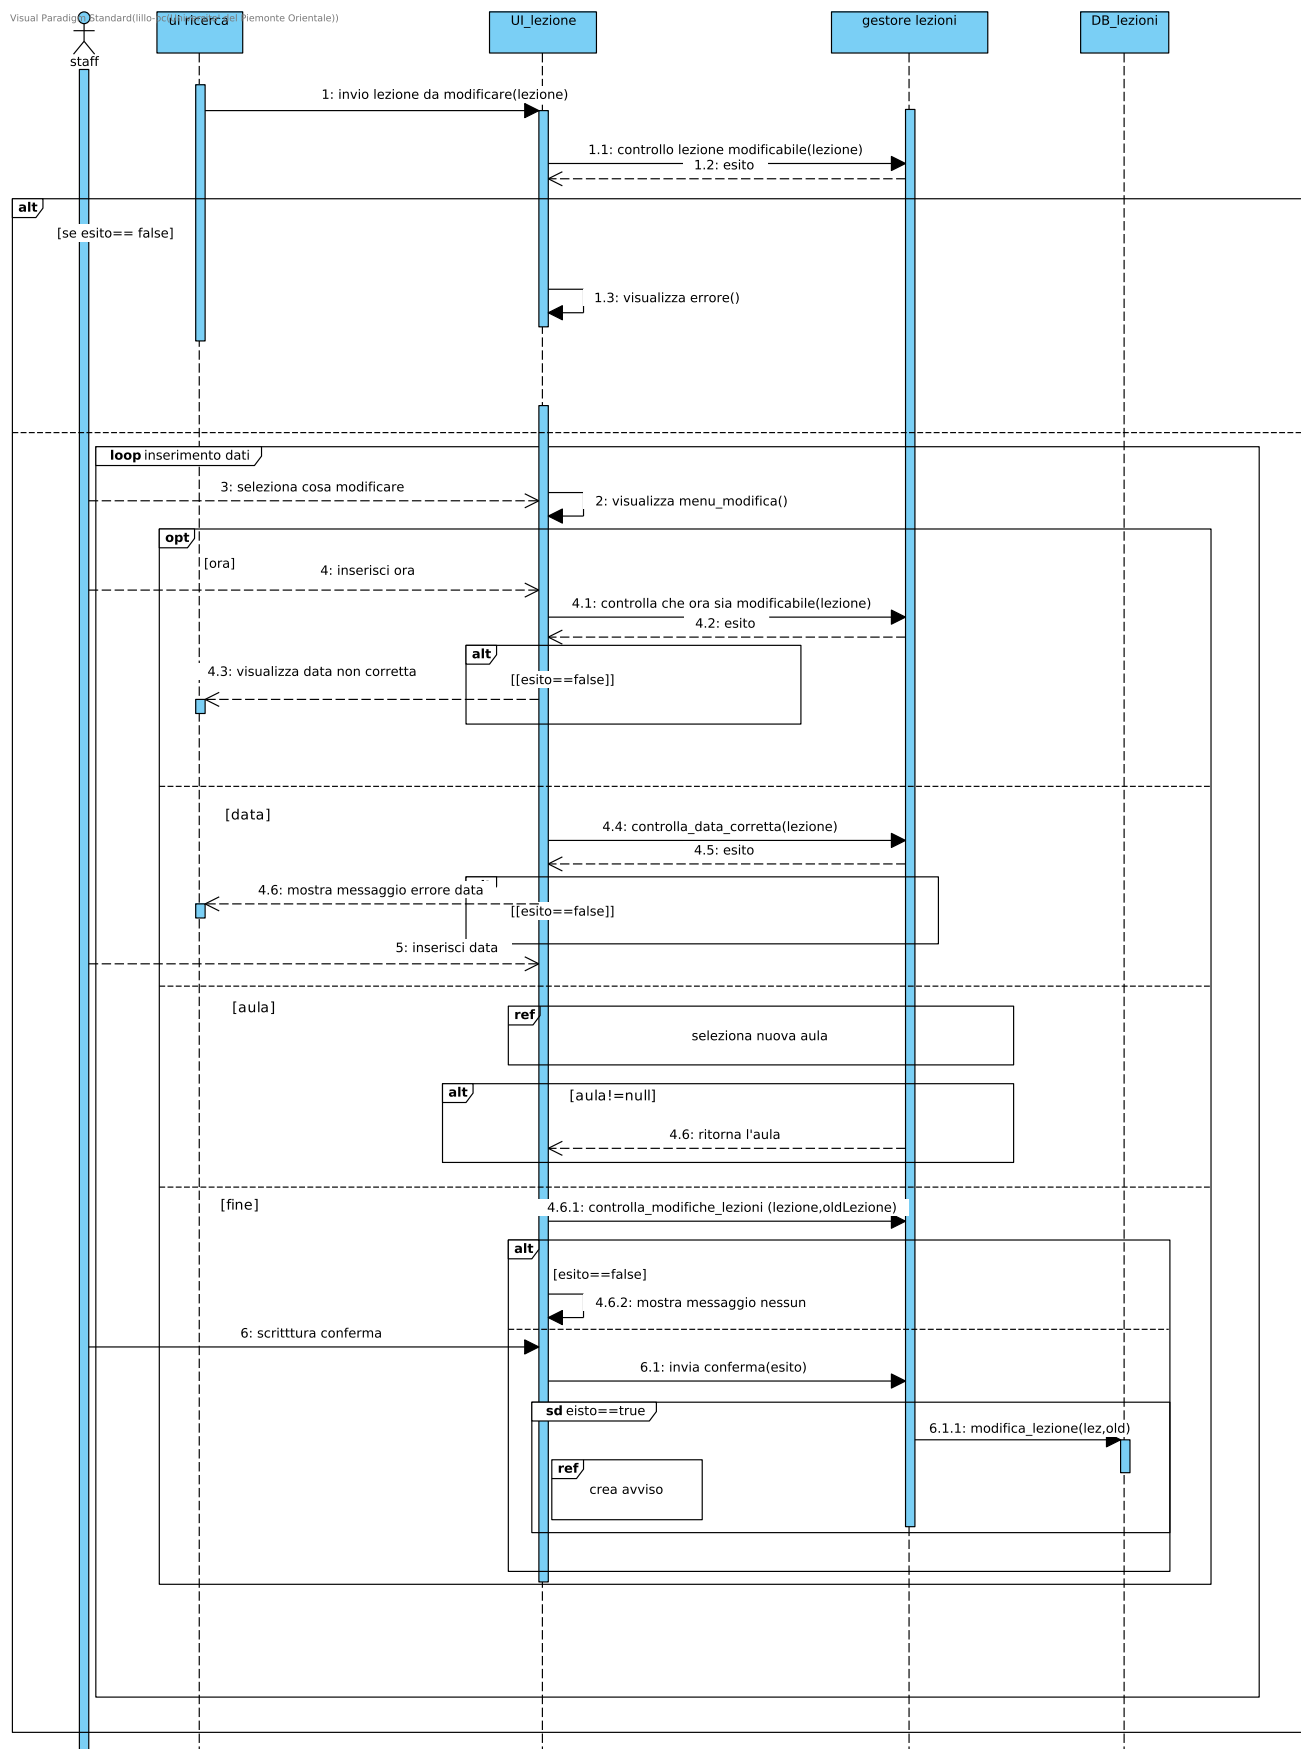 Visual Paradigm Standard(lillo-pc(Università del Piemonte Orientale))
staff
ui ricerca
UI_lezione
gestore lezioni
DB_lezioni
1: invio lezione da modificare(lezione)
1.1: controllo lezione modificabile(lezione)
1.2: esito
alt
[se esito== false]
1.3: visualizza errore()
loop inserimento dati
3: seleziona cosa modificare
2: visualizza menu_modifica()
opt
[ora]
4: inserisci ora
4.1: controlla che ora sia modificabile(lezione)
4.2: esito
alt
4.3: visualizza data non corretta
[[esito==false]]
[data]
4.4: controlla_data_corretta(lezione)
4.5: esito
4.6: mostra messaggio errore data
[[esito==false]]
5: inserisci data
[aula]
ref
seleziona nuova aula
alt
[aula!=null]
4.6: ritorna l'aula
[fine]
4.6.1: controlla_modifiche_lezioni (lezione,oldLezione)
alt
[esito==false]
4.6.2: mostra messaggio nessun
6: scritttura conferma
6.1: invia conferma(esito)
sd eisto==true
6.1.1: modifica_lezione(lez,old)
ref
crea avviso